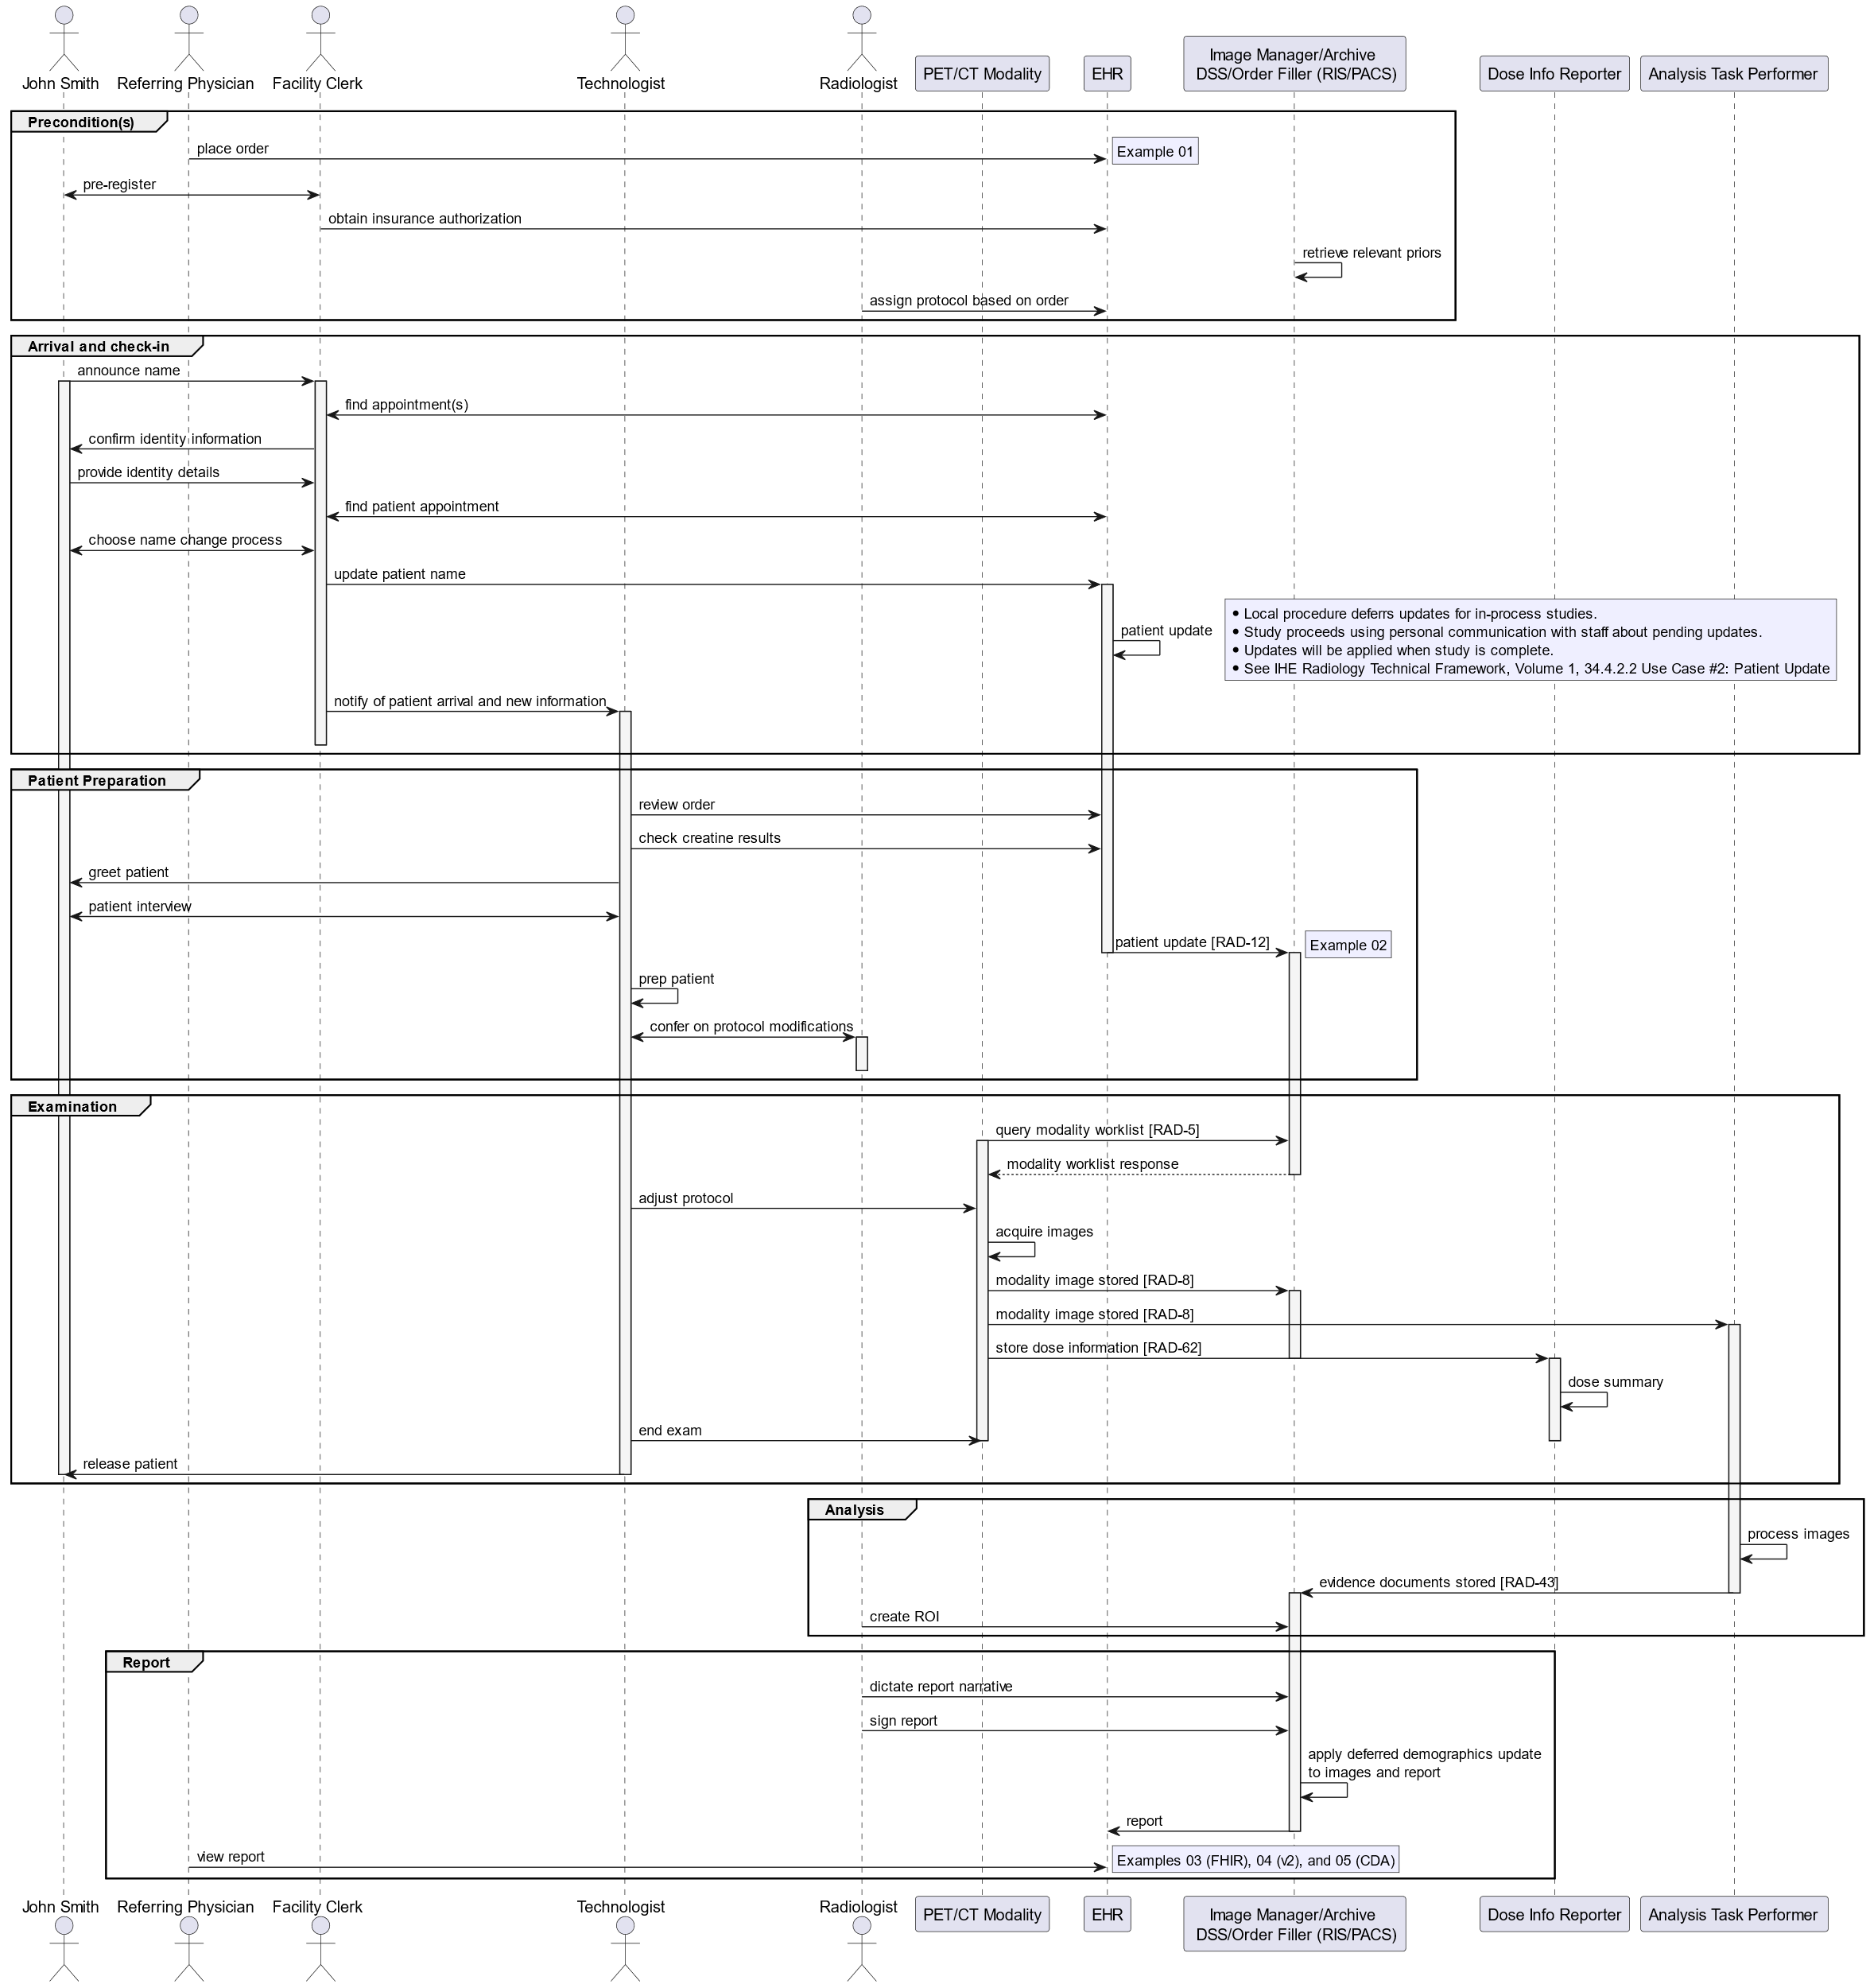 John Smith
Referring Physician
Facility Clerk
Technologist
Radiologist
PET/CT Modality
EHR
Image Manager/Archive
DSS/Order Filler (RIS/PACS)
Dose Info Reporter
Analysis Task Performer
Precondition(s)
place order
Example 01
pre-register
obtain insurance authorization
retrieve relevant priors
assign protocol based on order
Arrival and check-in
announce name
find appointment(s)
confirm identity information
provide identity details
find patient appointment
choose name change process
update patient name
patient update
• Local procedure deferrs updates for in-process studies.
• Study proceeds using personal communication with staff about pending updates.
• Updates will be applied when study is complete.
• See IHE Radiology Technical Framework, Volume 1, 34.4.2.2 Use Case #2: Patient Update
notify of patient arrival and new information
Patient Preparation
review order
check creatine results
greet patient
patient interview
patient update [RAD-12]
Example 02
prep patient
confer on protocol modifications
Examination
query modality worklist [RAD-5]
modality worklist response
adjust protocol
acquire images
modality image stored [RAD-8]
modality image stored [RAD-8]
store dose information [RAD-62]
dose summary
end exam
release patient
Analysis
process images
evidence documents stored [RAD-43]
create ROI
Report
dictate report narrative
sign report
apply deferred demographics update
to images and report
report
view report
Examples 03 (FHIR), 04 (v2), and 05 (CDA)
John Smith
Referring Physician
Facility Clerk
Technologist
Radiologist
PET/CT Modality
EHR
Image Manager/Archive
DSS/Order Filler (RIS/PACS)
Dose Info Reporter
Analysis Task Performer